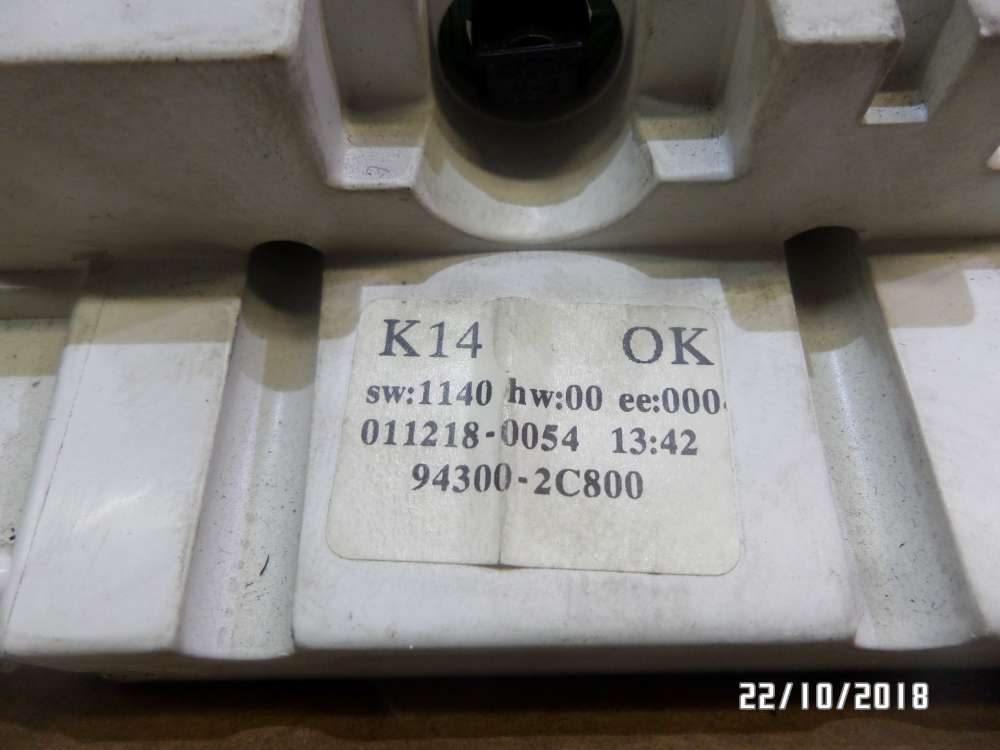 K14 OK
sw:1140 hw:00 ee:000
011218-0054 13:42
94300-2C800
22/10/2018